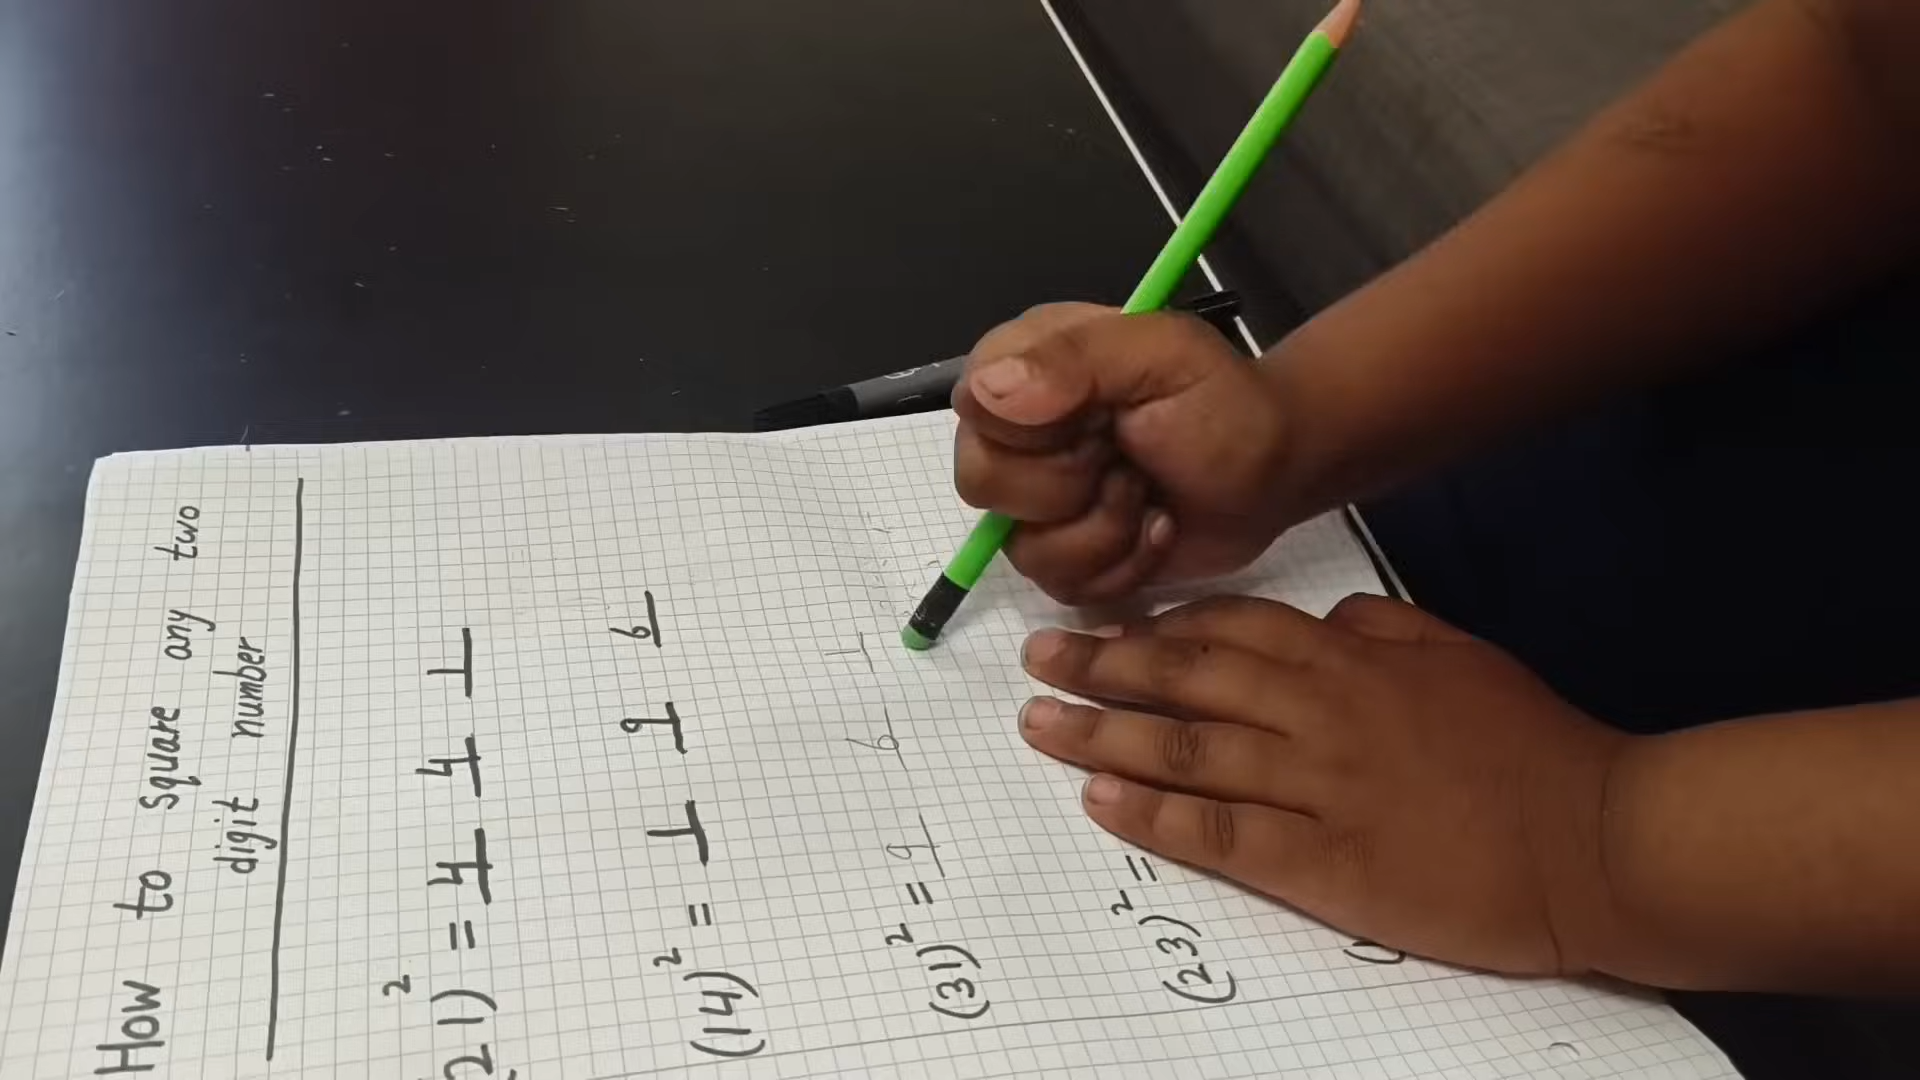 How to square any two
digit number
(21)² = 4 4 1
(14)² = 1 9 6
(31)² = 9 6 1
(23)² =
(